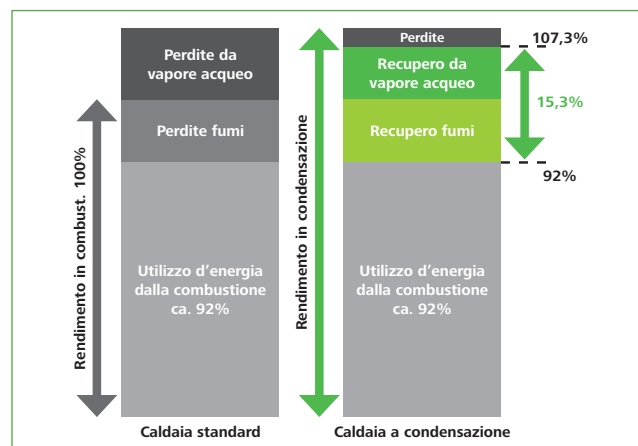 Perdite da
vapore acqueo
Perdite fumi
Utilizzo d’energia
dalla combustione
ca. 92%
Rendimento in combust. 100%
Caldaia standard
Rendimento in condensazione
Perdite
Recupero da
vapore acqueo
Recupero fumi
Utilizzo d’energia
dalla combustione
ca. 92%
107,3%
15,3%
92%
Caldaia a condensazione